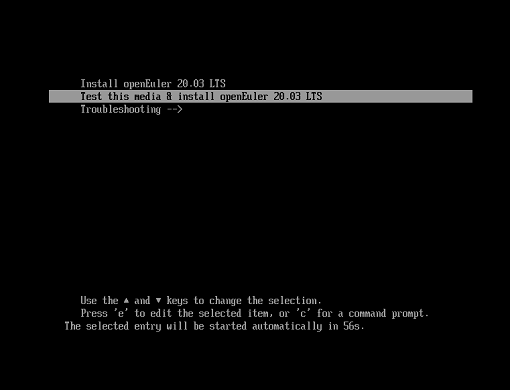 Install openEuler 20.03 LTS
Test this media & install openEuler 20.03 LTS
Troubleshooting -->
Use the ▲ and ▼ keys to change the selection.
Press 'e' to edit the selected item, or 'c' for a command prompt.
The selected entry will be started automatically in 56s.